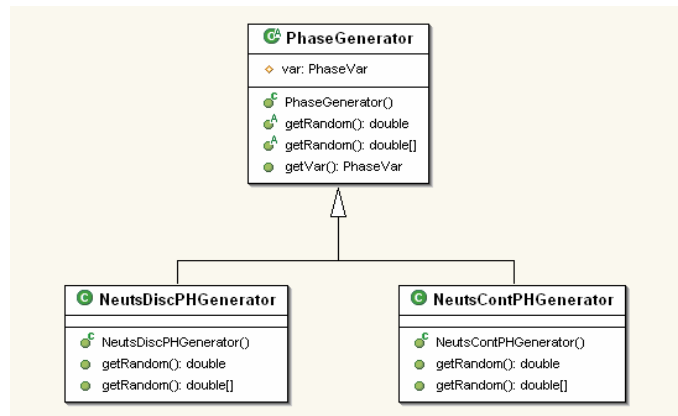 PhaseGenerator
var: PhaseVar
PhaseGenerator()
getRandom(): double
getRandom(): double[]
getVar(): PhaseVar
NeutsDiscPHGenerator
NeutsDiscPHGenerator()
getRandom(): double
getRandom(): double[]
NeutsContPHGenerator
NeutsContPHGenerator()
getRandom(): double
getRandom(): double[]